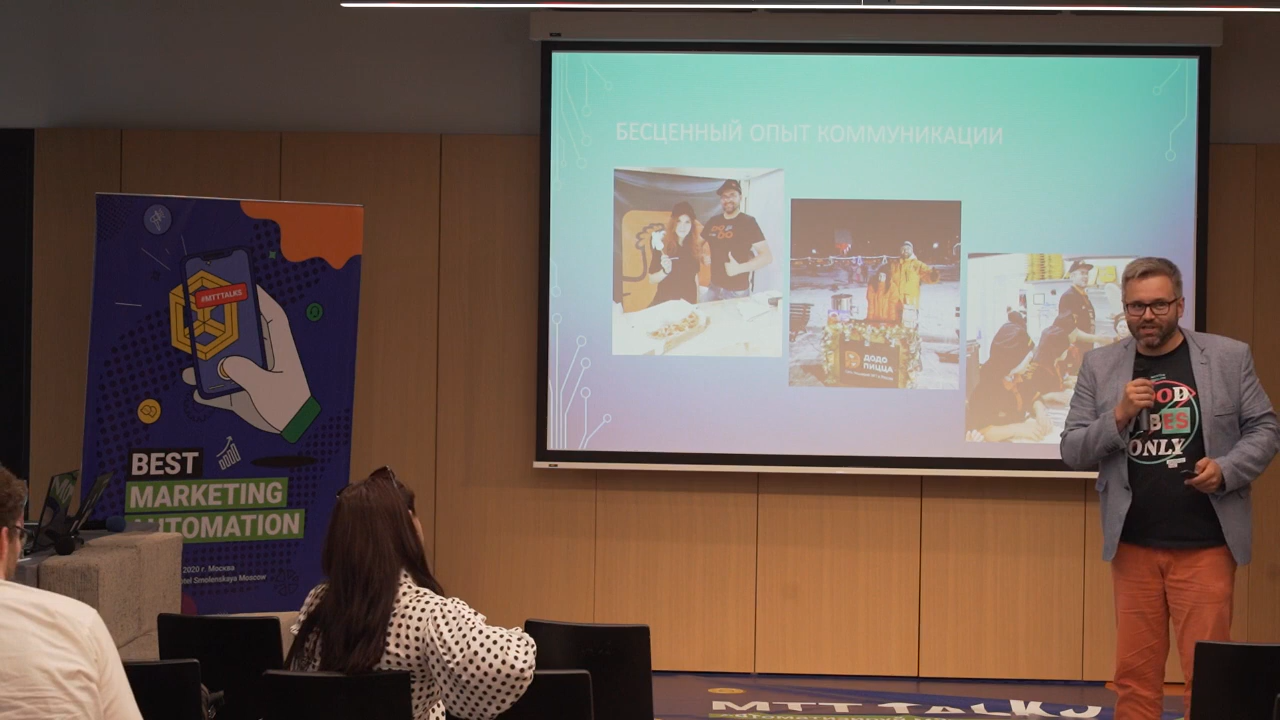 БЕСЦЕННЫЙ ОПЫТ КОММУНИКАЦИИ
ДОДО
ПИЦЦА
#MTTTALKS
BEST
MARKETING
AUTOMATION
2020 г. Москва
Smolenskaya Moscow
ONLY
MTT TALKS